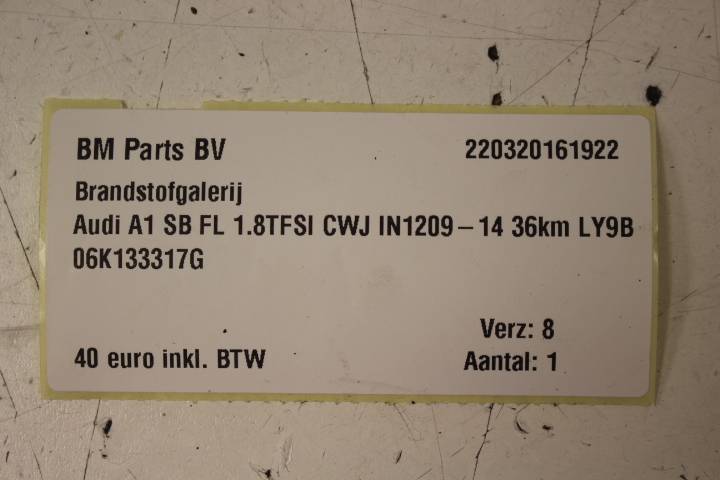 BM Parts BV 220320161922
Brandstofgalerij
Audi A1 SB FL 1.8TFSI CWJ IN1209 – 14 36km LY9B
06K133317G
Verz: 8
40 euro inkl. BTW Aantal: 1